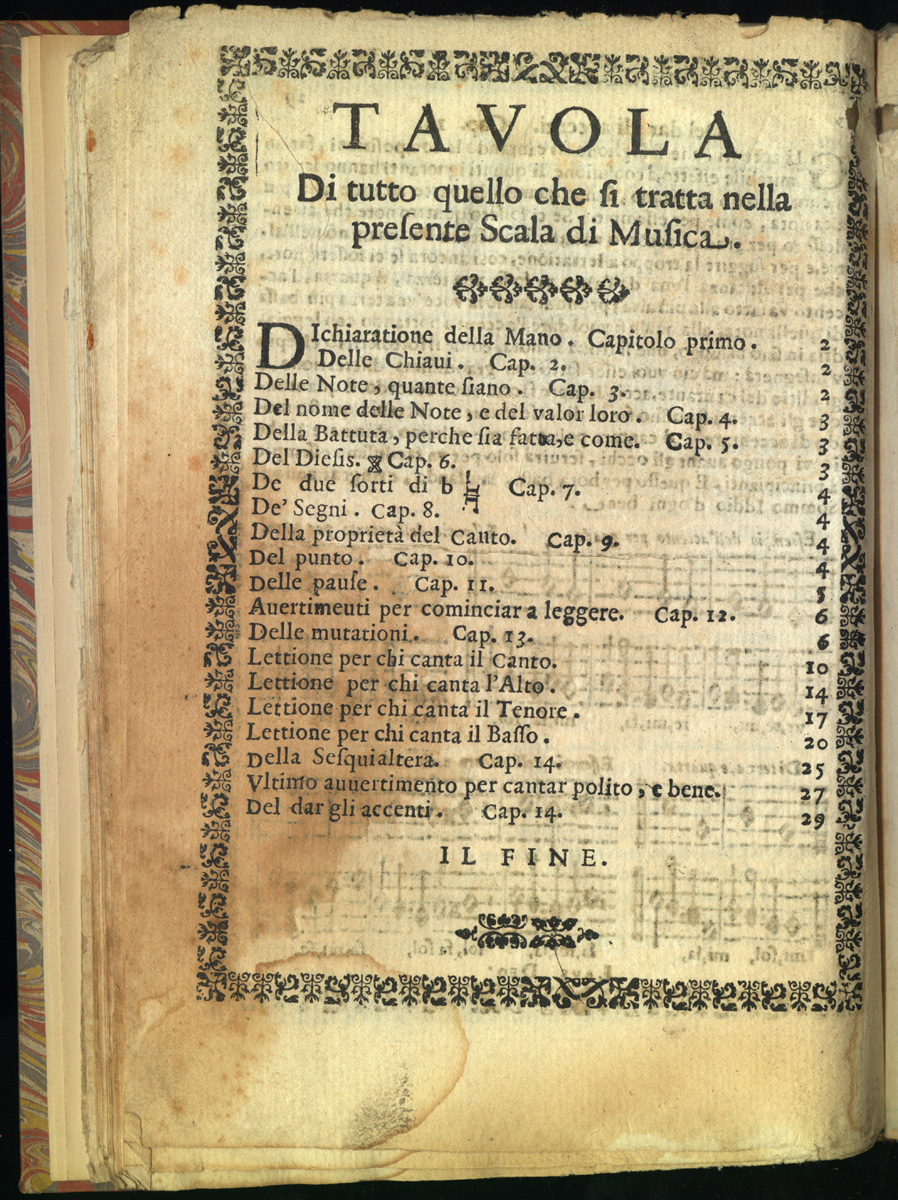 TAVOLA
Di tutto quello che ſi tratta nella
preſente Scala di Muſica.
DIchiaratione della Mano. Capitolo primo. 2
Delle Chiaui. Cap. 2. 2
Delle Note, quante ſiano. Cap. 3. 2
Del nome delle Note, e del valor loro. Cap. 4. 3
Della Battuta, perche ſia fatta, e come. Cap. 5. 3
Del Dieſis. Cap. 6. 3
De due ſorti di b ♮ Cap. 7. 4
De' Segni. Cap. 8. 4
Della proprietà del Canto. Cap. 9. 4
Del punto. Cap. 10. 4
Delle pauſe. Cap. 11. 5
Auertimeuti per cominciar a leggere. Cap. 12. 6
Delle mutationi. Cap. 13. 6
Lettione per chi canta il Canto. 10
Lettione per chi canta l'Alto. 14
Lettione per chi canta il Tenore. 17
Lettione per chi canta il Baſſo. 20
Della Seſquialtera. Cap. 14. 25
Vltimo auuertimento per cantar polito, e bene. 27
Del dar gli accenti. Cap. 14. 29
IL FINE.